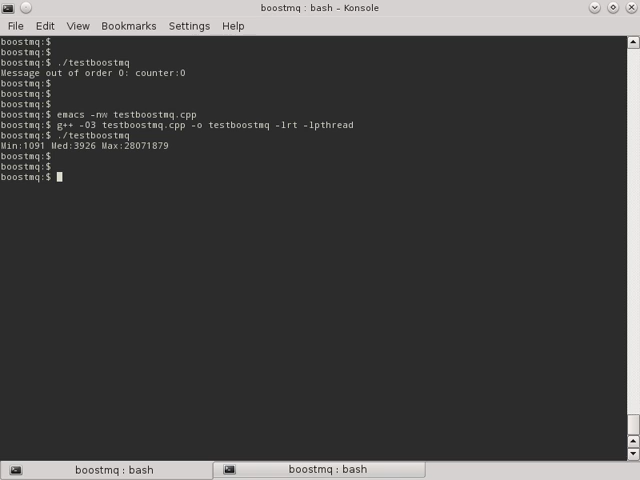 boostmq : bash – Konsole
File Edit View Bookmarks Settings Help
boostmq:$
boostmq:$
boostmq:$ ./testboostmq
Message out of order 0: counter:0
boostmq:$
boostmq:$
boostmq:$
boostmq:$ emacs -nw testboostmq.cpp
boostmq:$ g++ -O3 testboostmq.cpp -o testboostmq -lrt -lpthread
boostmq:$ ./testboostmq
Min:1091 Med:3926 Max:28071879
boostmq:$
boostmq:$
boostmq:$
boostmq : bash
boostmq : bash